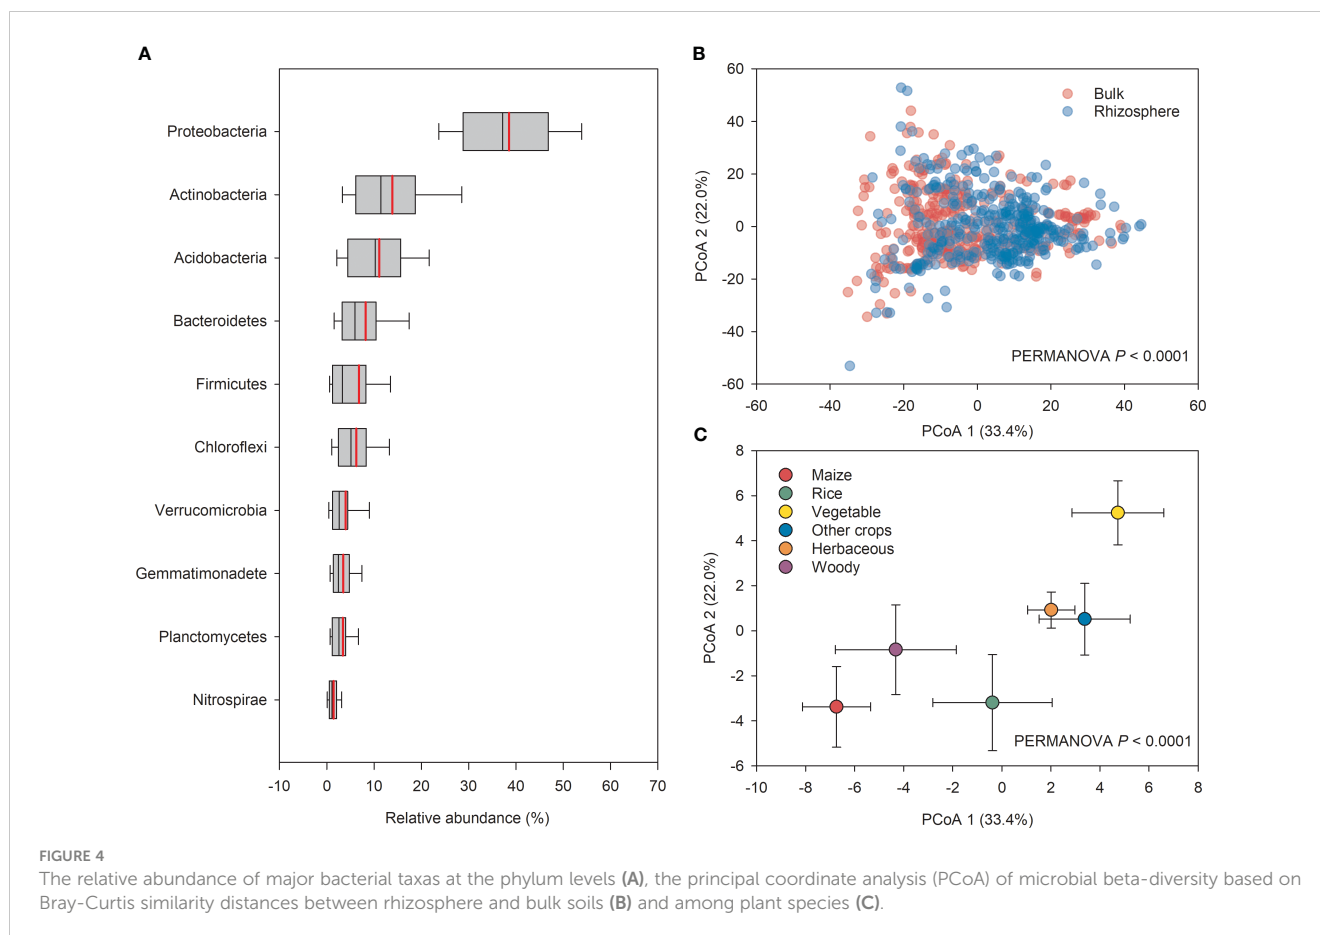 A
Proteobacteria
Actinobacteria
Acidobacteria
Bacteroidetes
Firmicutes
Chloroflexi
Verrucomicrobia
Gemmatimonadete
Planctomycetes
Nitrospirae
-10 0 10 20 30 40 50 60 70
Relative abundance (%)
B
60
40
20
0
-20
-40
-60
PCoA 2 (22.0%)
Bulk
Rhizosphere
PERMANOVA P < 0.0001
-60 -40 -20 0 20 40 60
PCoA 1 (33.4%)
C
8
6
4
2
0
-2
-4
-6
PCoA 2 (22.0%)
Maize
Rice
Vegetable
Other crops
Herbaceous
Woody
PERMANOVA P < 0.0001
-10 -8 -6 -4 -2 0 2 4 6 8
PCoA 1 (33.4%)
FIGURE 4
The relative abundance of major bacterial taxas at the phylum levels (A), the principal coordinate analysis (PCoA) of microbial beta-diversity based on
Bray-Curtis similarity distances between rhizosphere and bulk soils (B) and among plant species (C).